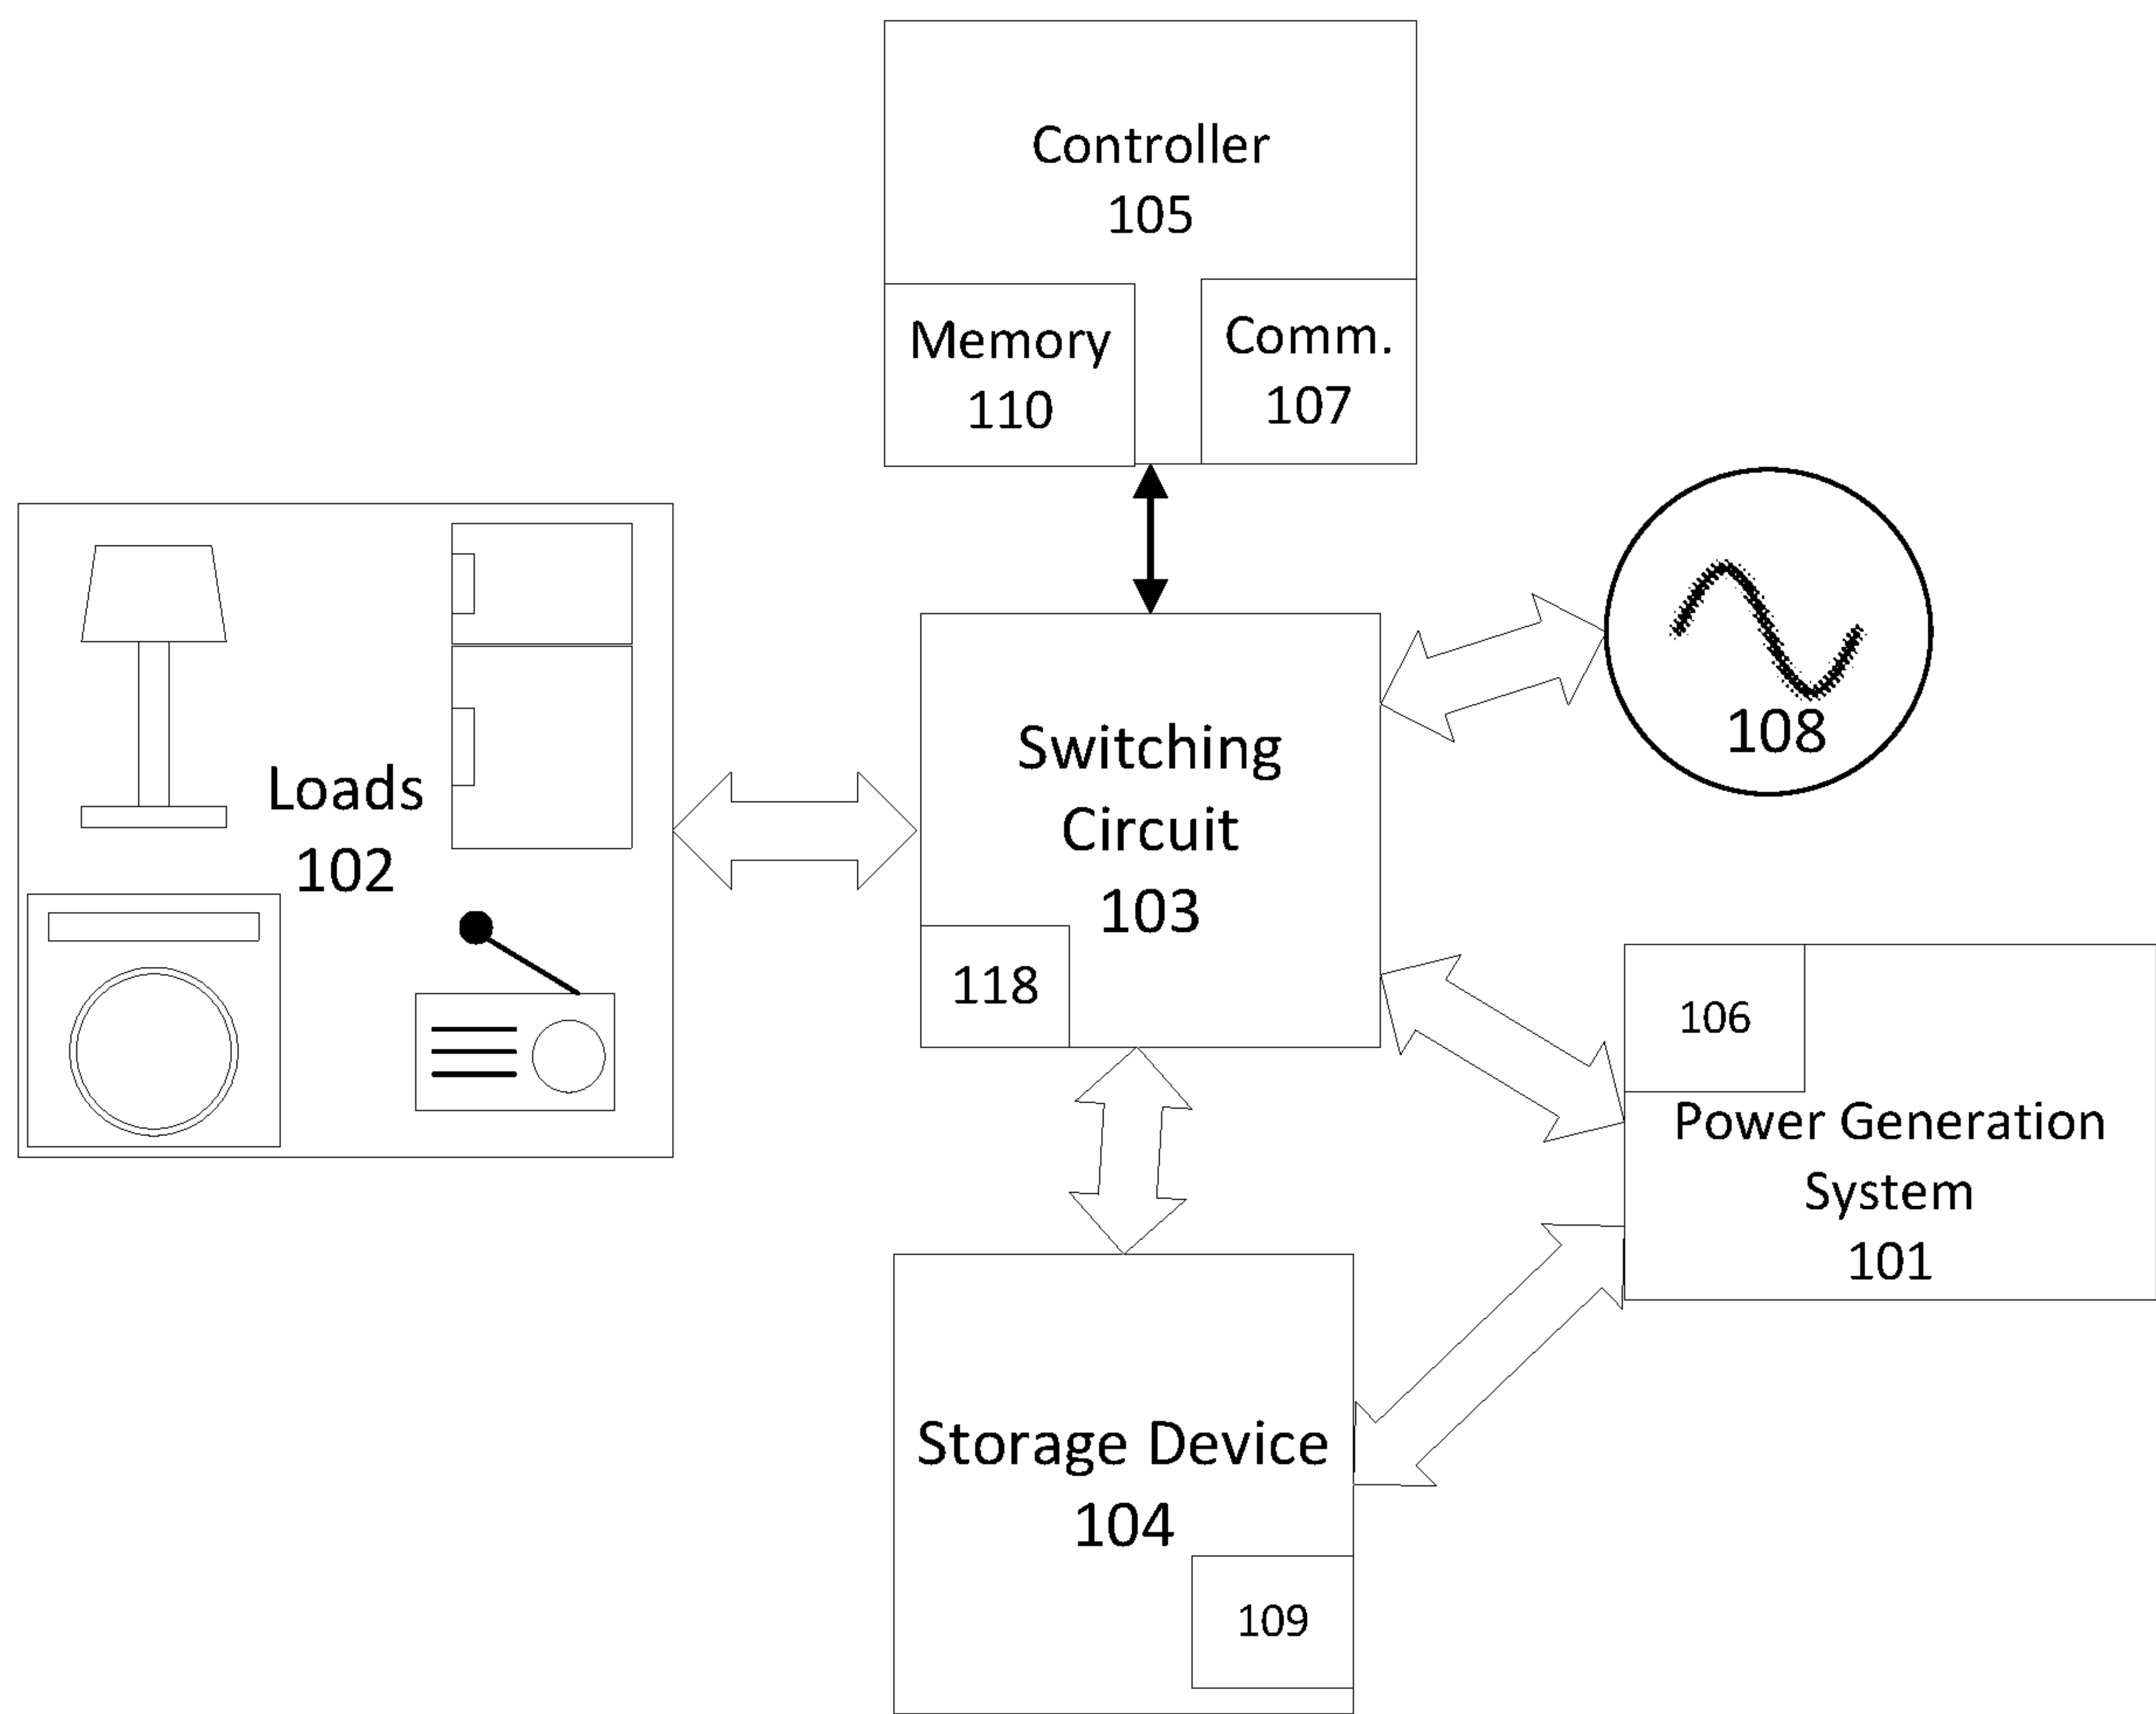 Controller
105
Memory
110
Comm.
107
108
Loads
102
Switching
Circuit
103
118
106
Power Generation
System
101
Storage Device
104
109